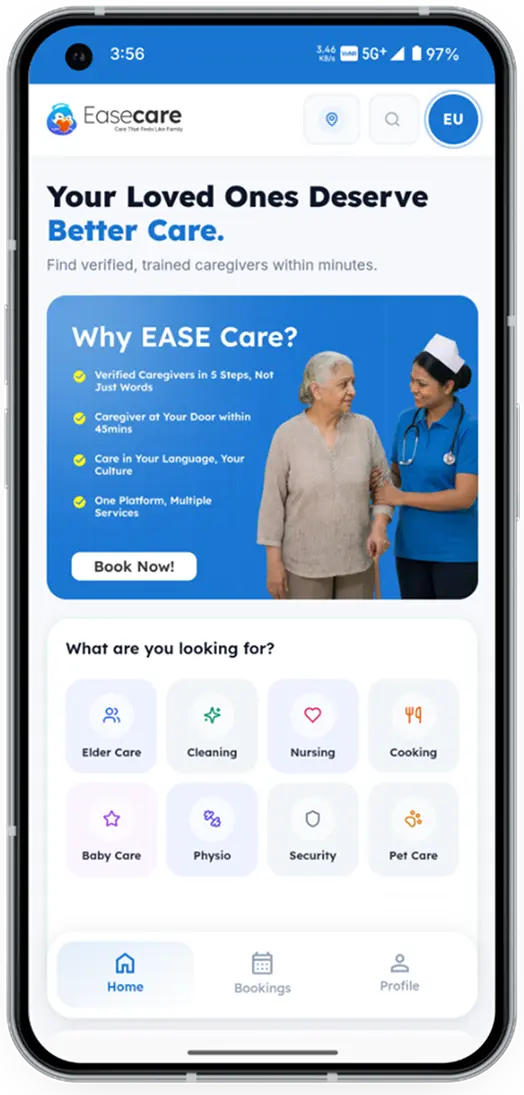 3:56
3.46
KB/s
5G+
97%
Easecare
Care That Feels Like Family
EU
Your Loved Ones Deserve
Better Care.
Find verified, trained caregivers within minutes.
Why EASE Care?
Verified Caregivers in 5 Steps, Not
Just Words
Caregiver at Your Door within
45mins
Care in Your Language, Your
Culture
One Platform, Multiple
Services
Book Now!
What are you looking for?
Elder Care
Cleaning
Nursing
Cooking
Baby Care
Physio
Security
Pet Care
Home
Bookings
Profile